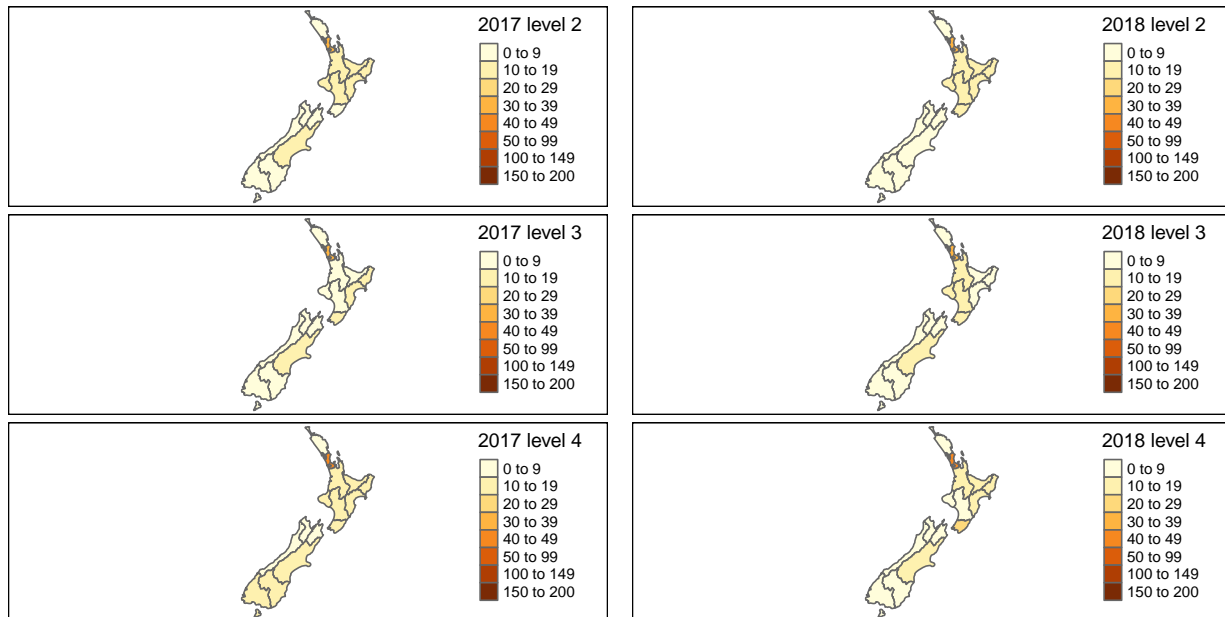 2017 level 2
0 to 9
10 to 19
20 to 29
30 to 39
40 to 49
50 to 99
100 to 149
150 to 200
2018 level 2
0 to 9
10 to 19
20 to 29
30 to 39
40 to 49
50 to 99
100 to 149
150 to 200
2017 level 3
0 to 9
10 to 19
20 to 29
30 to 39
40 to 49
50 to 99
100 to 149
150 to 200
2018 level 3
0 to 9
10 to 19
20 to 29
30 to 39
40 to 49
50 to 99
100 to 149
150 to 200
2017 level 4
0 to 9
10 to 19
20 to 29
30 to 39
40 to 49
50 to 99
100 to 149
150 to 200
2018 level 4
0 to 9
10 to 19
20 to 29
30 to 39
40 to 49
50 to 99
100 to 149
150 to 200